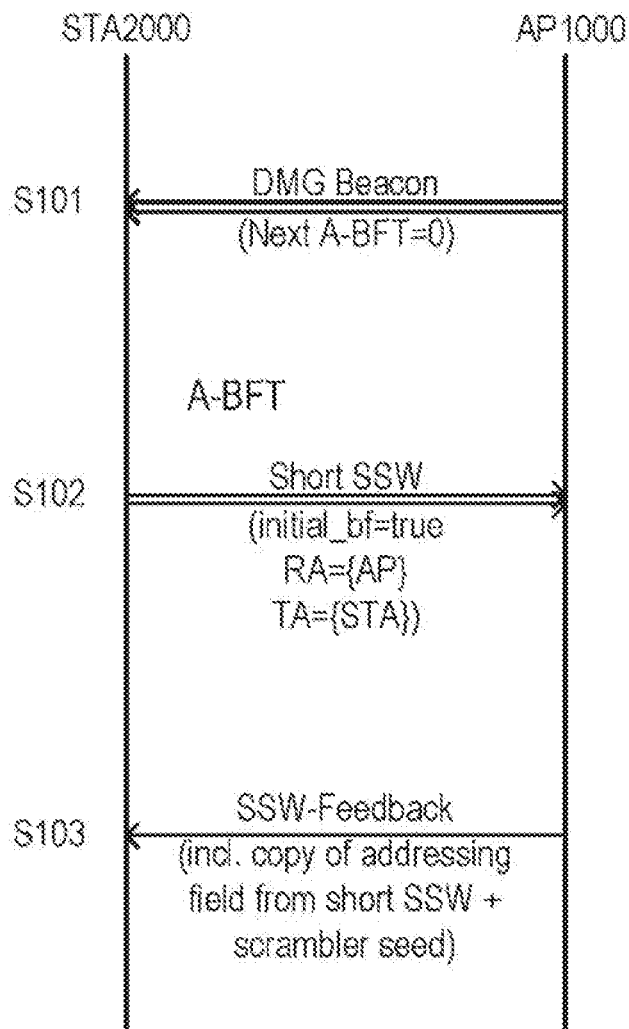 STA2000 AP1000
S101 DMG Beacon
(Next A-BFT=0)
A-BFT
S102 Short SSW
(initial_bf=true
RA={AP}
TA={STA})
S103 SSW-Feedback
(incl. copy of addressing
field from short SSW +
scrambler seed)